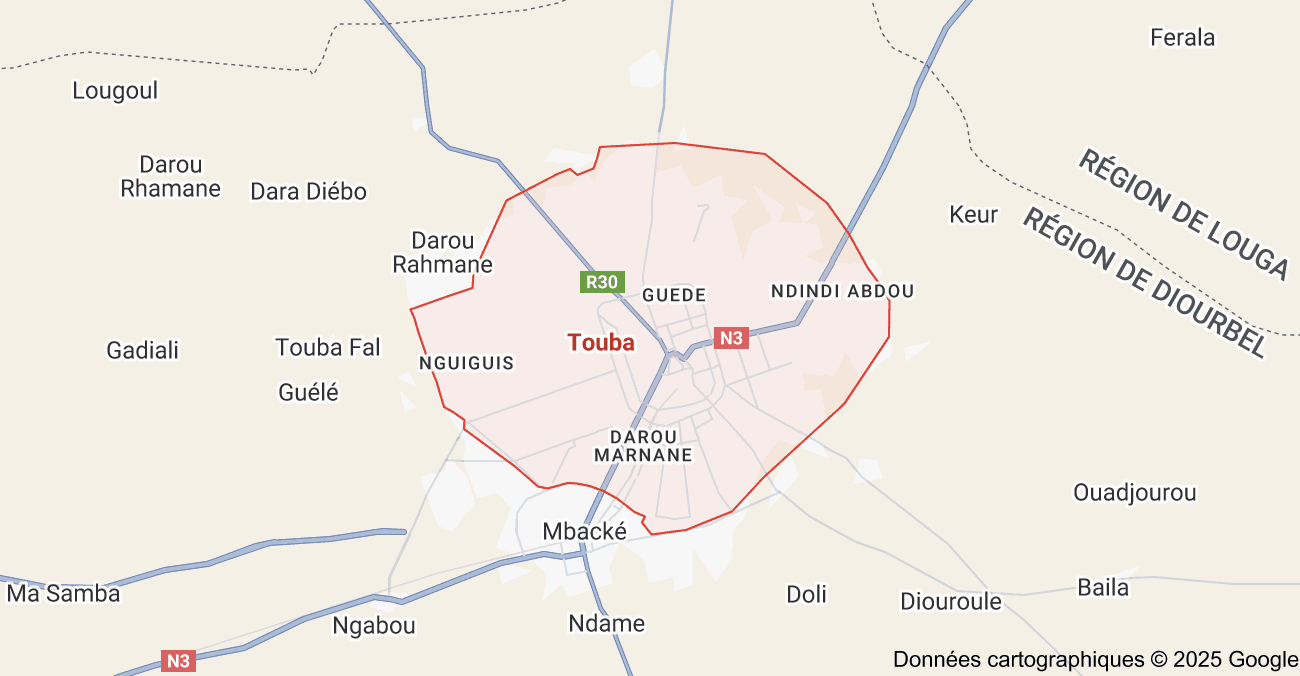 Ferala
Lougoul
Darou
Rhamane
Dara Diébo
RÉGION DE LOUGA
RÉGION DE DIOURBEL
Keur
Darou
Rahmane
R30
GUEDE
NDINDI ABDOU
Touba
N3
Gadiali
Touba Fal
NGUIGUIS
Guélé
DAROU
MARNANE
Ouadjourou
Mbacké
Ma Samba
Doli
Diouroule
Baila
Ngabou
Ndame
N3
Données cartographiques © 2025 Google